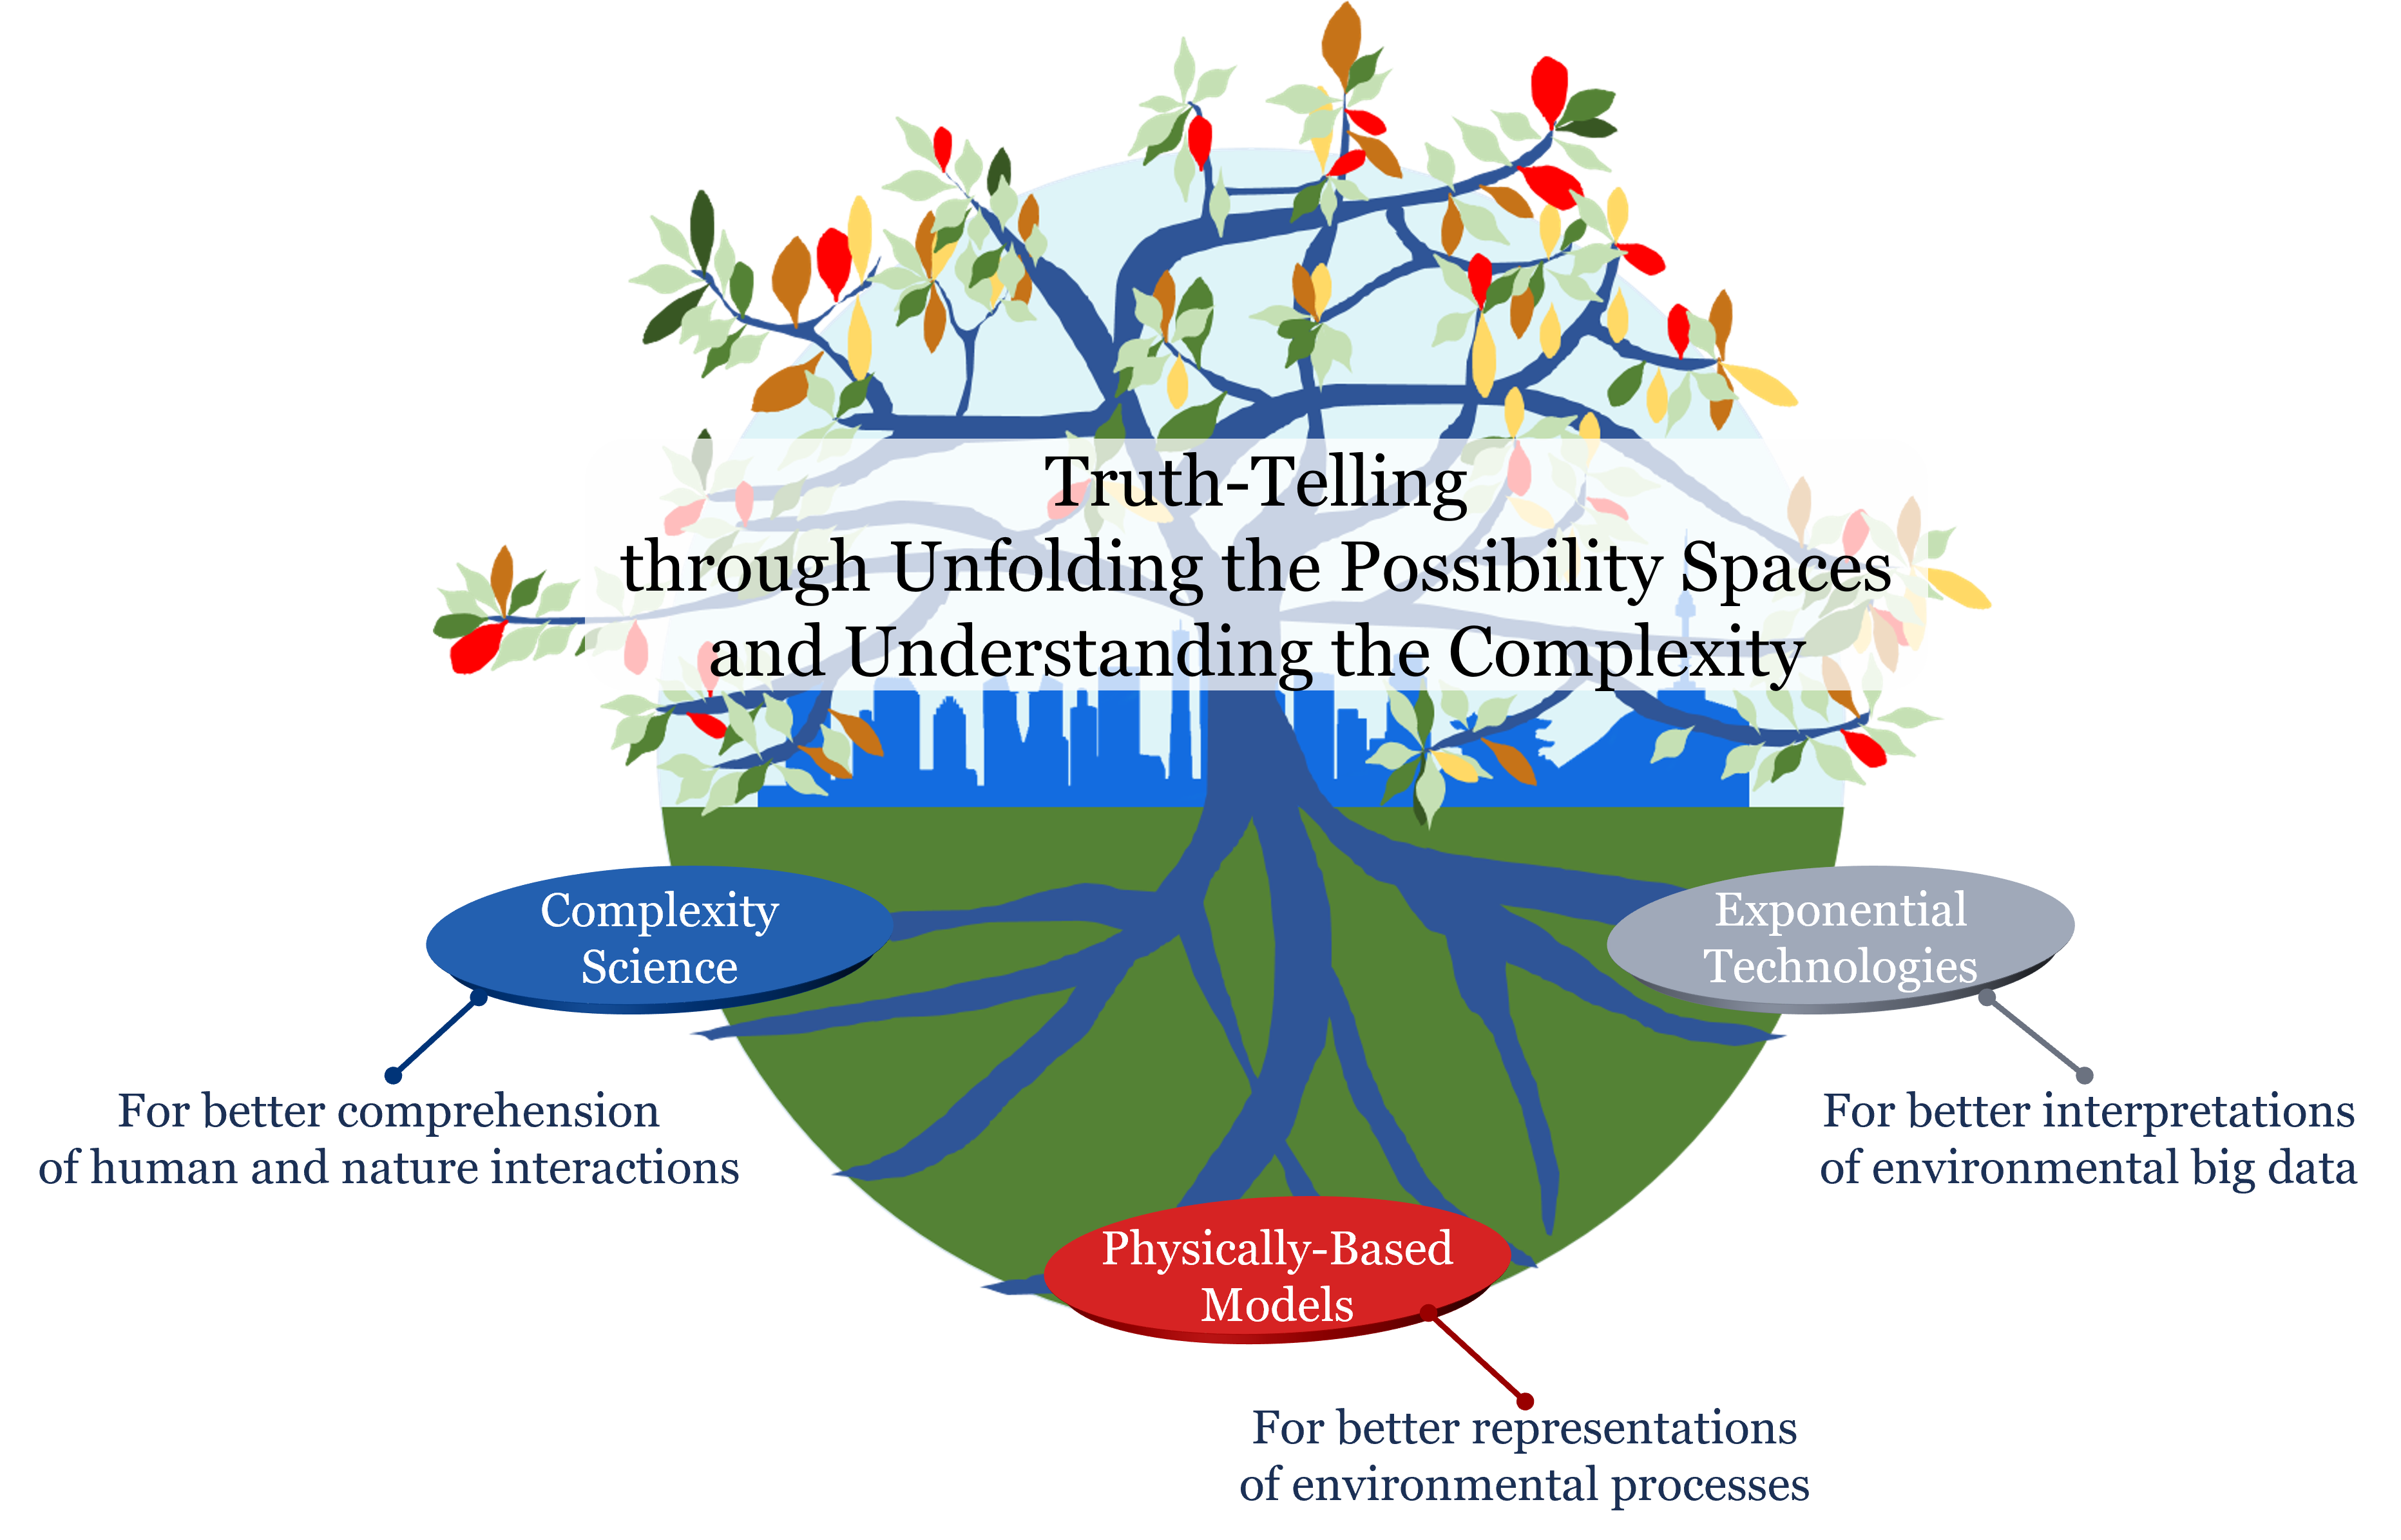 Truth-Telling
through Unfolding the Possibility Spaces
and Understanding the Complexity
Complexity
Science
Exponential
Technologies
For better comprehension
of human and nature interactions
For better interpretations
of environmental big data
Physically-Based
Models
For better representations
of environmental processes